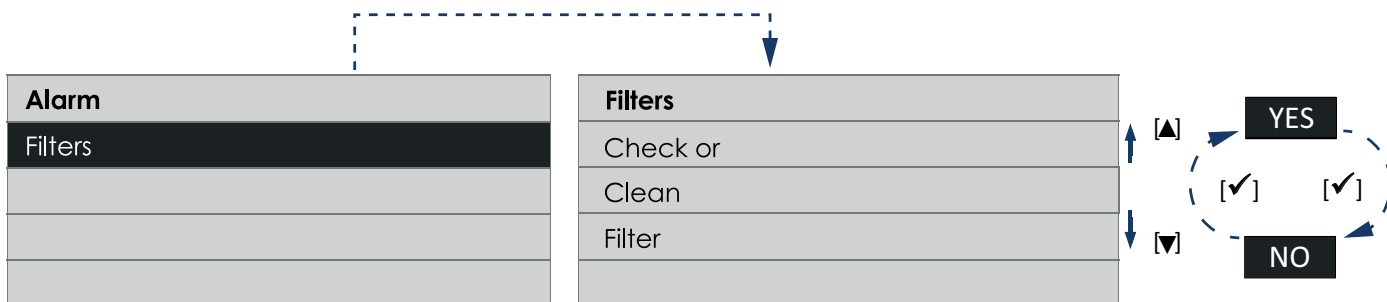 Alarm
Filters
Filters
Check or
Clean
Filter
[▲]
[▼]
YES
[✔] [✔]
NO